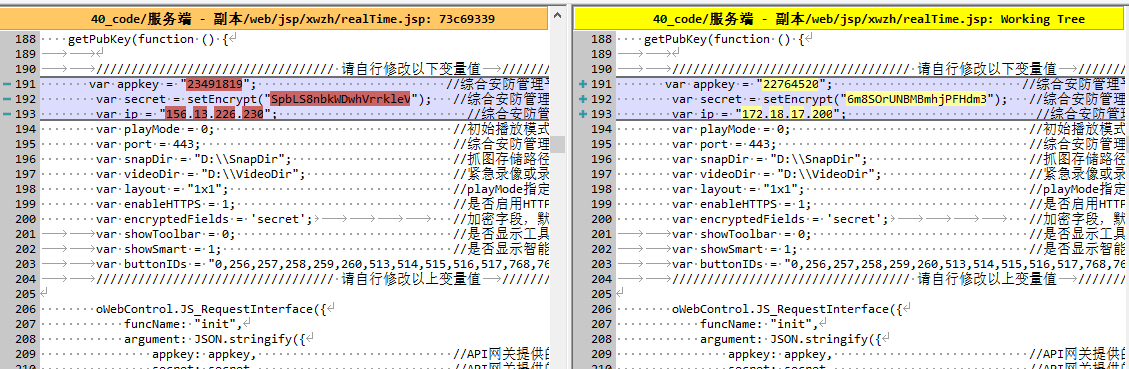 40_code/服务端 - 副本/web/jsp/xwzh/realTime.jsp: 73c69339
188 getPubKey(function () {
189
190 //////////////////////////////////// 请自行修改以下变量值 ////////
191 var appkey = "23491819"; //综合安防管理
192 var secret = setEncrypt("SpbLS8nbkWDwhVrrkleV"); //综合安防管理
193 var ip = "156.13.226.230"; //综合安防管
194 var playMode = 0; //初始播放模式
195 var port = 443; //综合安防管理
196 var snapDir = "D:\\SnapDir"; //抓图存储路径
197 var videoDir = "D:\\VideoDir"; //紧急录像或录
198 var layout = "1x1"; //playMode指定
199 var enableHTTPS = 1; //是否启用HTTP
200 var encryptedFields = 'secret'; //加密字段，默
201 var showToolbar = 0; //是否显示工具
202 var showSmart = 1; //是否显示智能
203 var buttonIDs = "0,256,257,258,259,260,513,514,515,516,517,768,76
204 //////////////////////////////////// 请自行修改以上变量值 ////////
205
206 oWebControl.JS_RequestInterface({
207 funcName: "init",
208 argument: JSON.stringify({
209 appkey: appkey, //API网关提供的
210 secret: secret, //API网关提供的
40_code/服务端 - 副本/web/jsp/xwzh/realTime.jsp: Working Tree
188 getPubKey(function () {
189
190 //////////////////////////////////// 请自行修改以下变量值 ////////
191 var appkey = "22764520"; //综合安防管理
192 var secret = setEncrypt("6m8SOrUNBMBmhjPFHdm3"); //综合安防管理
193 var ip = "172.18.17.200"; //综合安防管
194 var playMode = 0; //初始播放模式
195 var port = 443; //综合安防管理
196 var snapDir = "D:\\SnapDir"; //抓图存储路径
197 var videoDir = "D:\\VideoDir"; //紧急录像或录
198 var layout = "1x1"; //playMode指定
199 var enableHTTPS = 1; //是否启用HTTP
200 var encryptedFields = 'secret'; //加密字段，默
201 var showToolbar = 0; //是否显示工具
202 var showSmart = 1; //是否显示智能
203 var buttonIDs = "0,256,257,258,259,260,513,514,515,516,517,768,76
204 //////////////////////////////////// 请自行修改以上变量值 ////////
205
206 oWebControl.JS_RequestInterface({
207 funcName: "init",
208 argument: JSON.stringify({
209 appkey: appkey, //API网关提供的
210 secret: secret, //API网关提供的